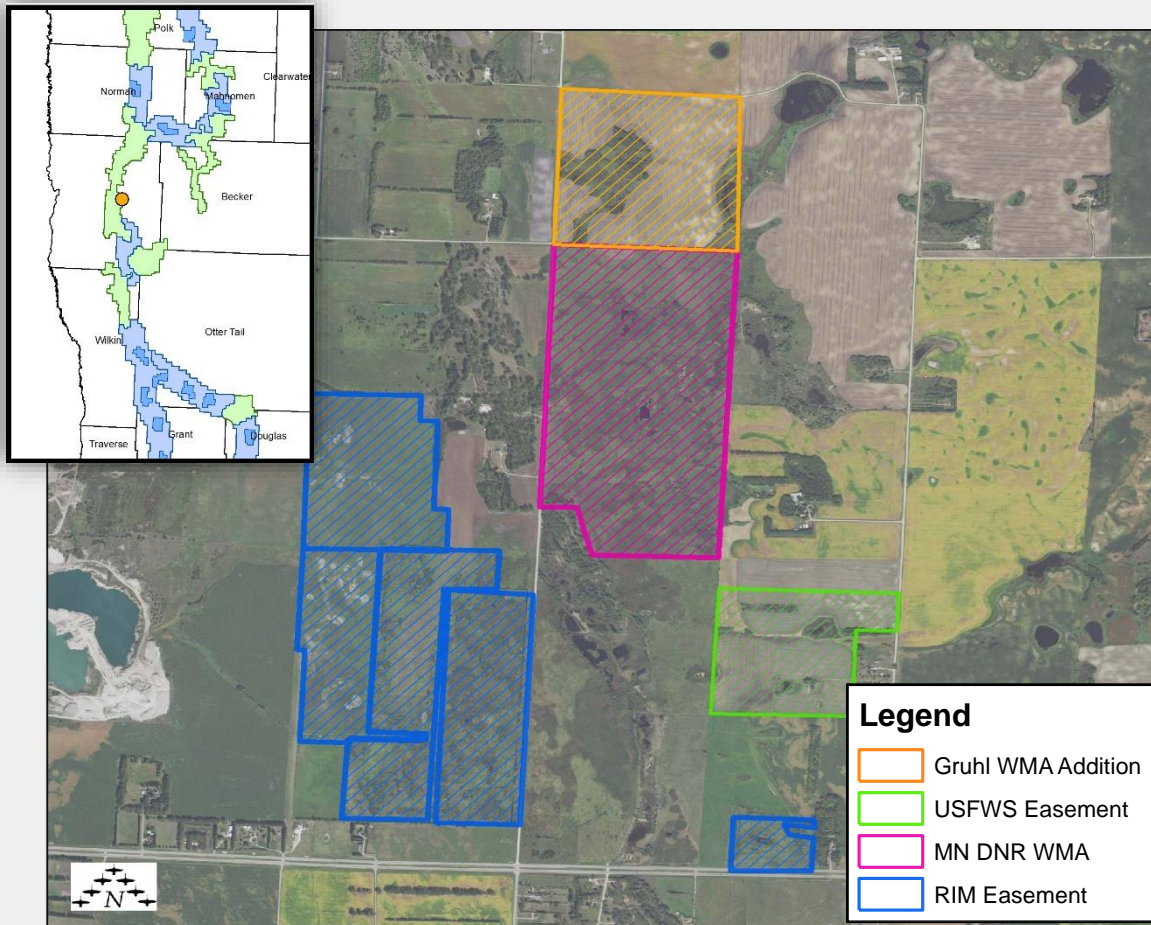 Polk
Clearwater
Norman
Mahnomen
Becker
Otter Tail
Wilkin
Grant
Douglas
Traverse
N
Legend
Gruhl WMA Addition
USFWS Easement
MN DNR WMA
RIM Easement